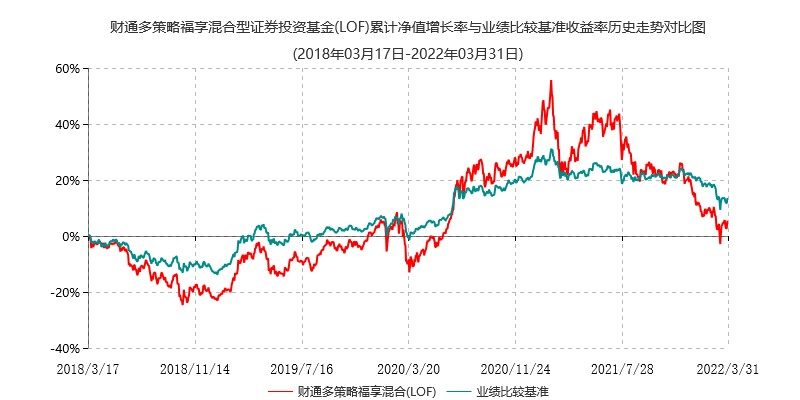 财通多策略福享混合型证券投资基金(LOF)累计净值增长率与业绩比较基准收益率历史走势对比图
(2018年03月17日-2022年03月31日)
60%
40%
20%
0%
-20%
-40%
2018/3/17 2018/11/14 2019/7/16 2020/3/20 2020/11/24 2021/7/28 2022/3/31
财通多策略福享混合(LOF) 业绩比较基准